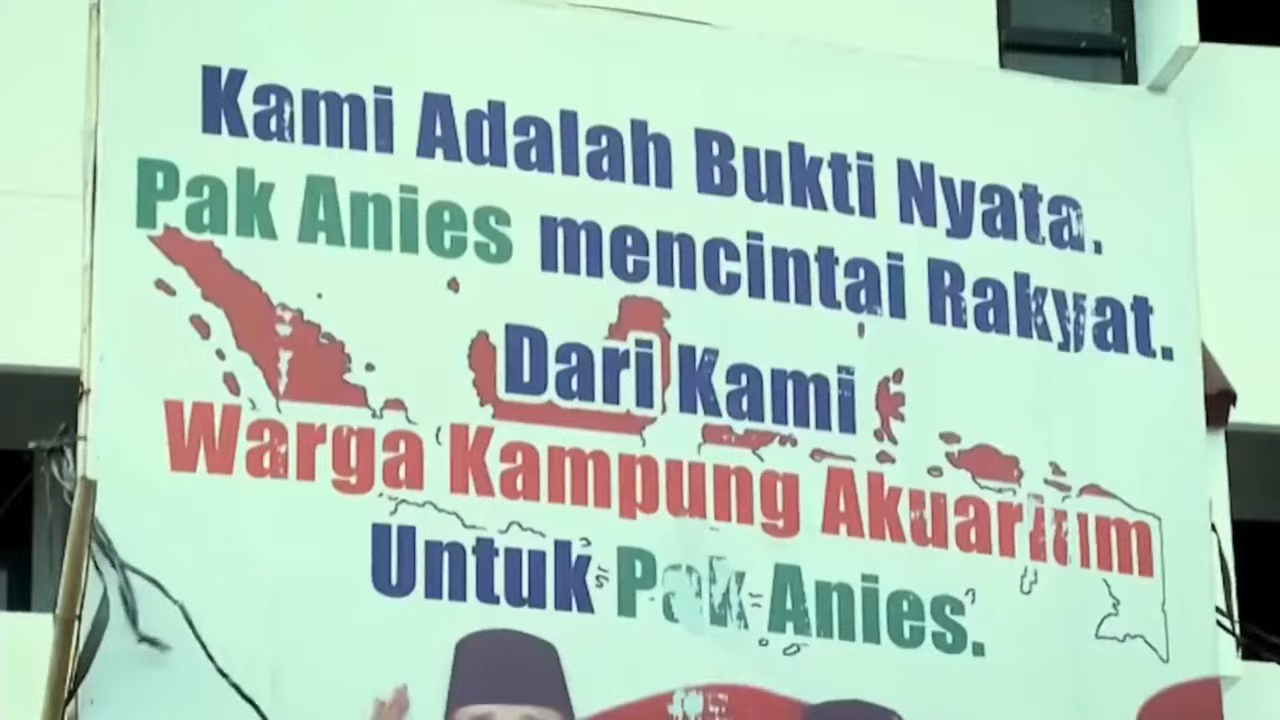 Kami Adalah Bukti Nyata.
Pak Anies mencintai Rakyat.
Dari Kami
Warga Kampung Akuarium
Untuk Pak Anies.